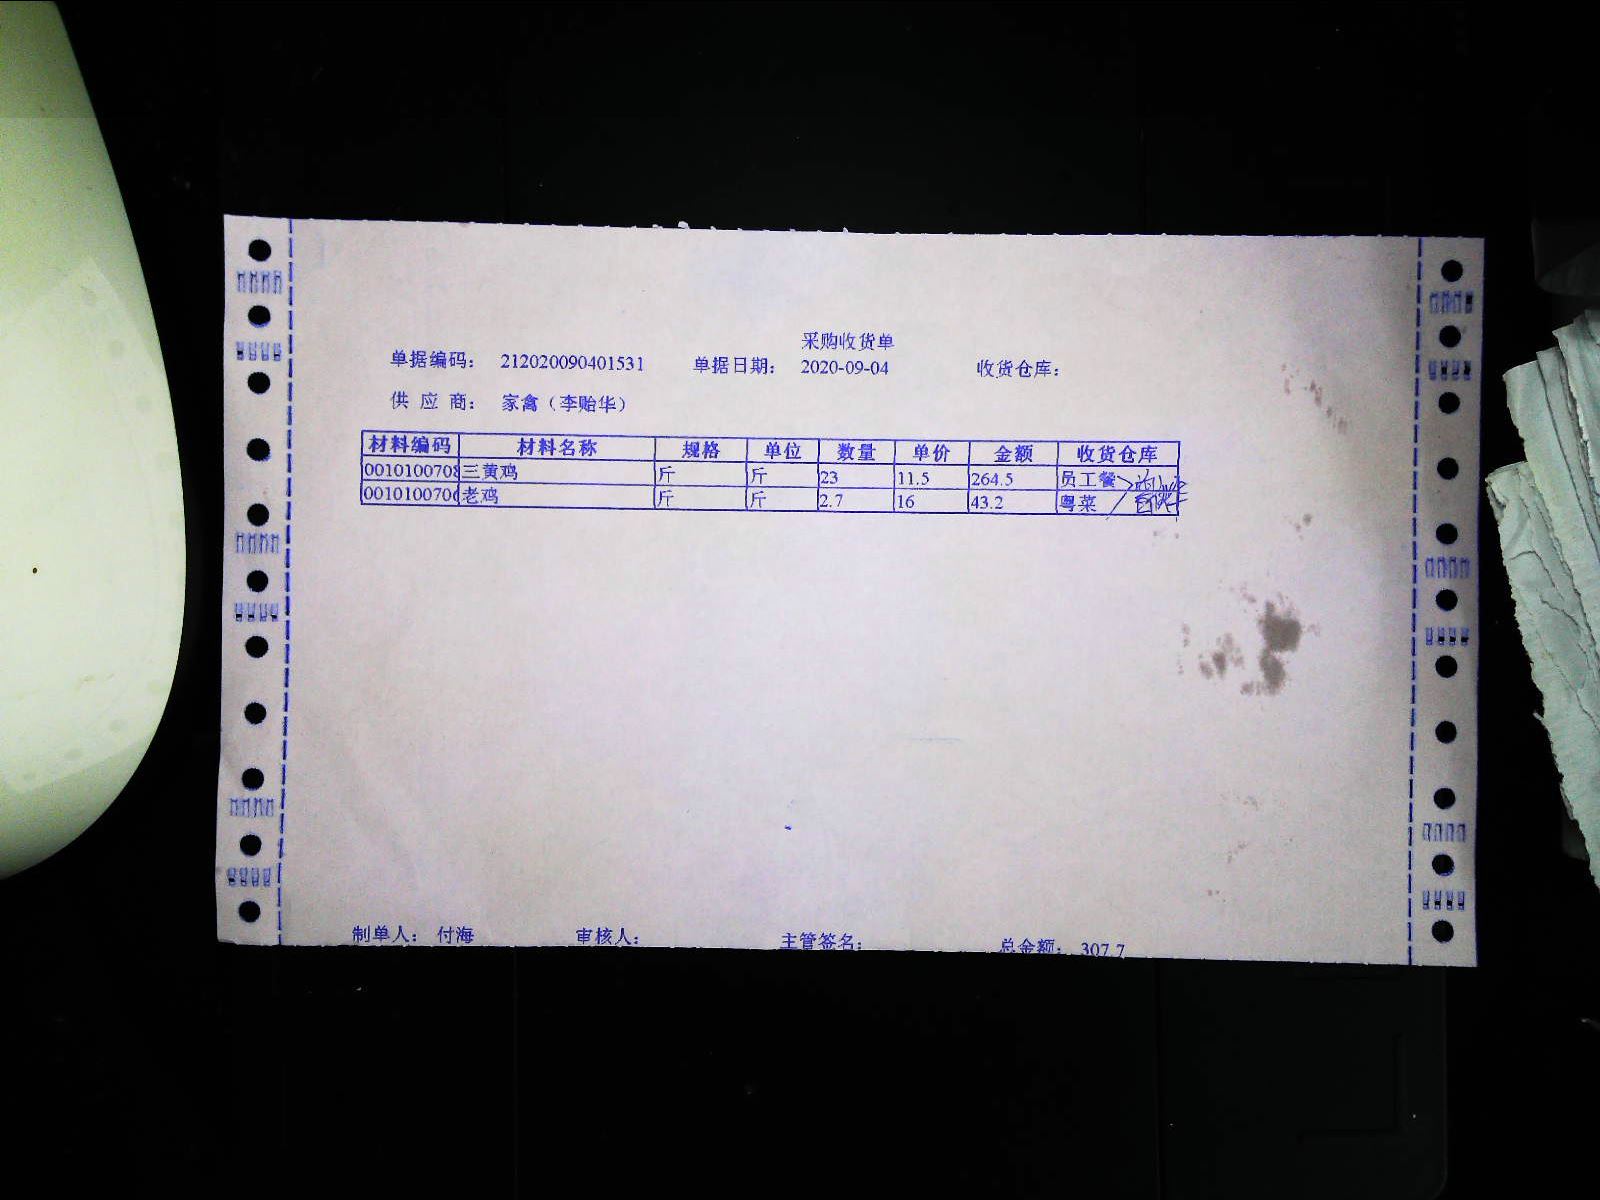 采购收货单
单据编码： 212020090401531 单据日期： 2020-09-04 收货仓库：
供 应 商： 家禽（李贻华）
材料编码 材料名称 规格 单位 数量 单价 金额 收货仓库
0010100708 三黄鸡 斤 斤 23 11.5 264.5 员工餐
001010070 老鸡 斤 斤 2.7 16 43.2 粤菜
制单人： 付海 审核人： 主管签名： 总金额： 307.7